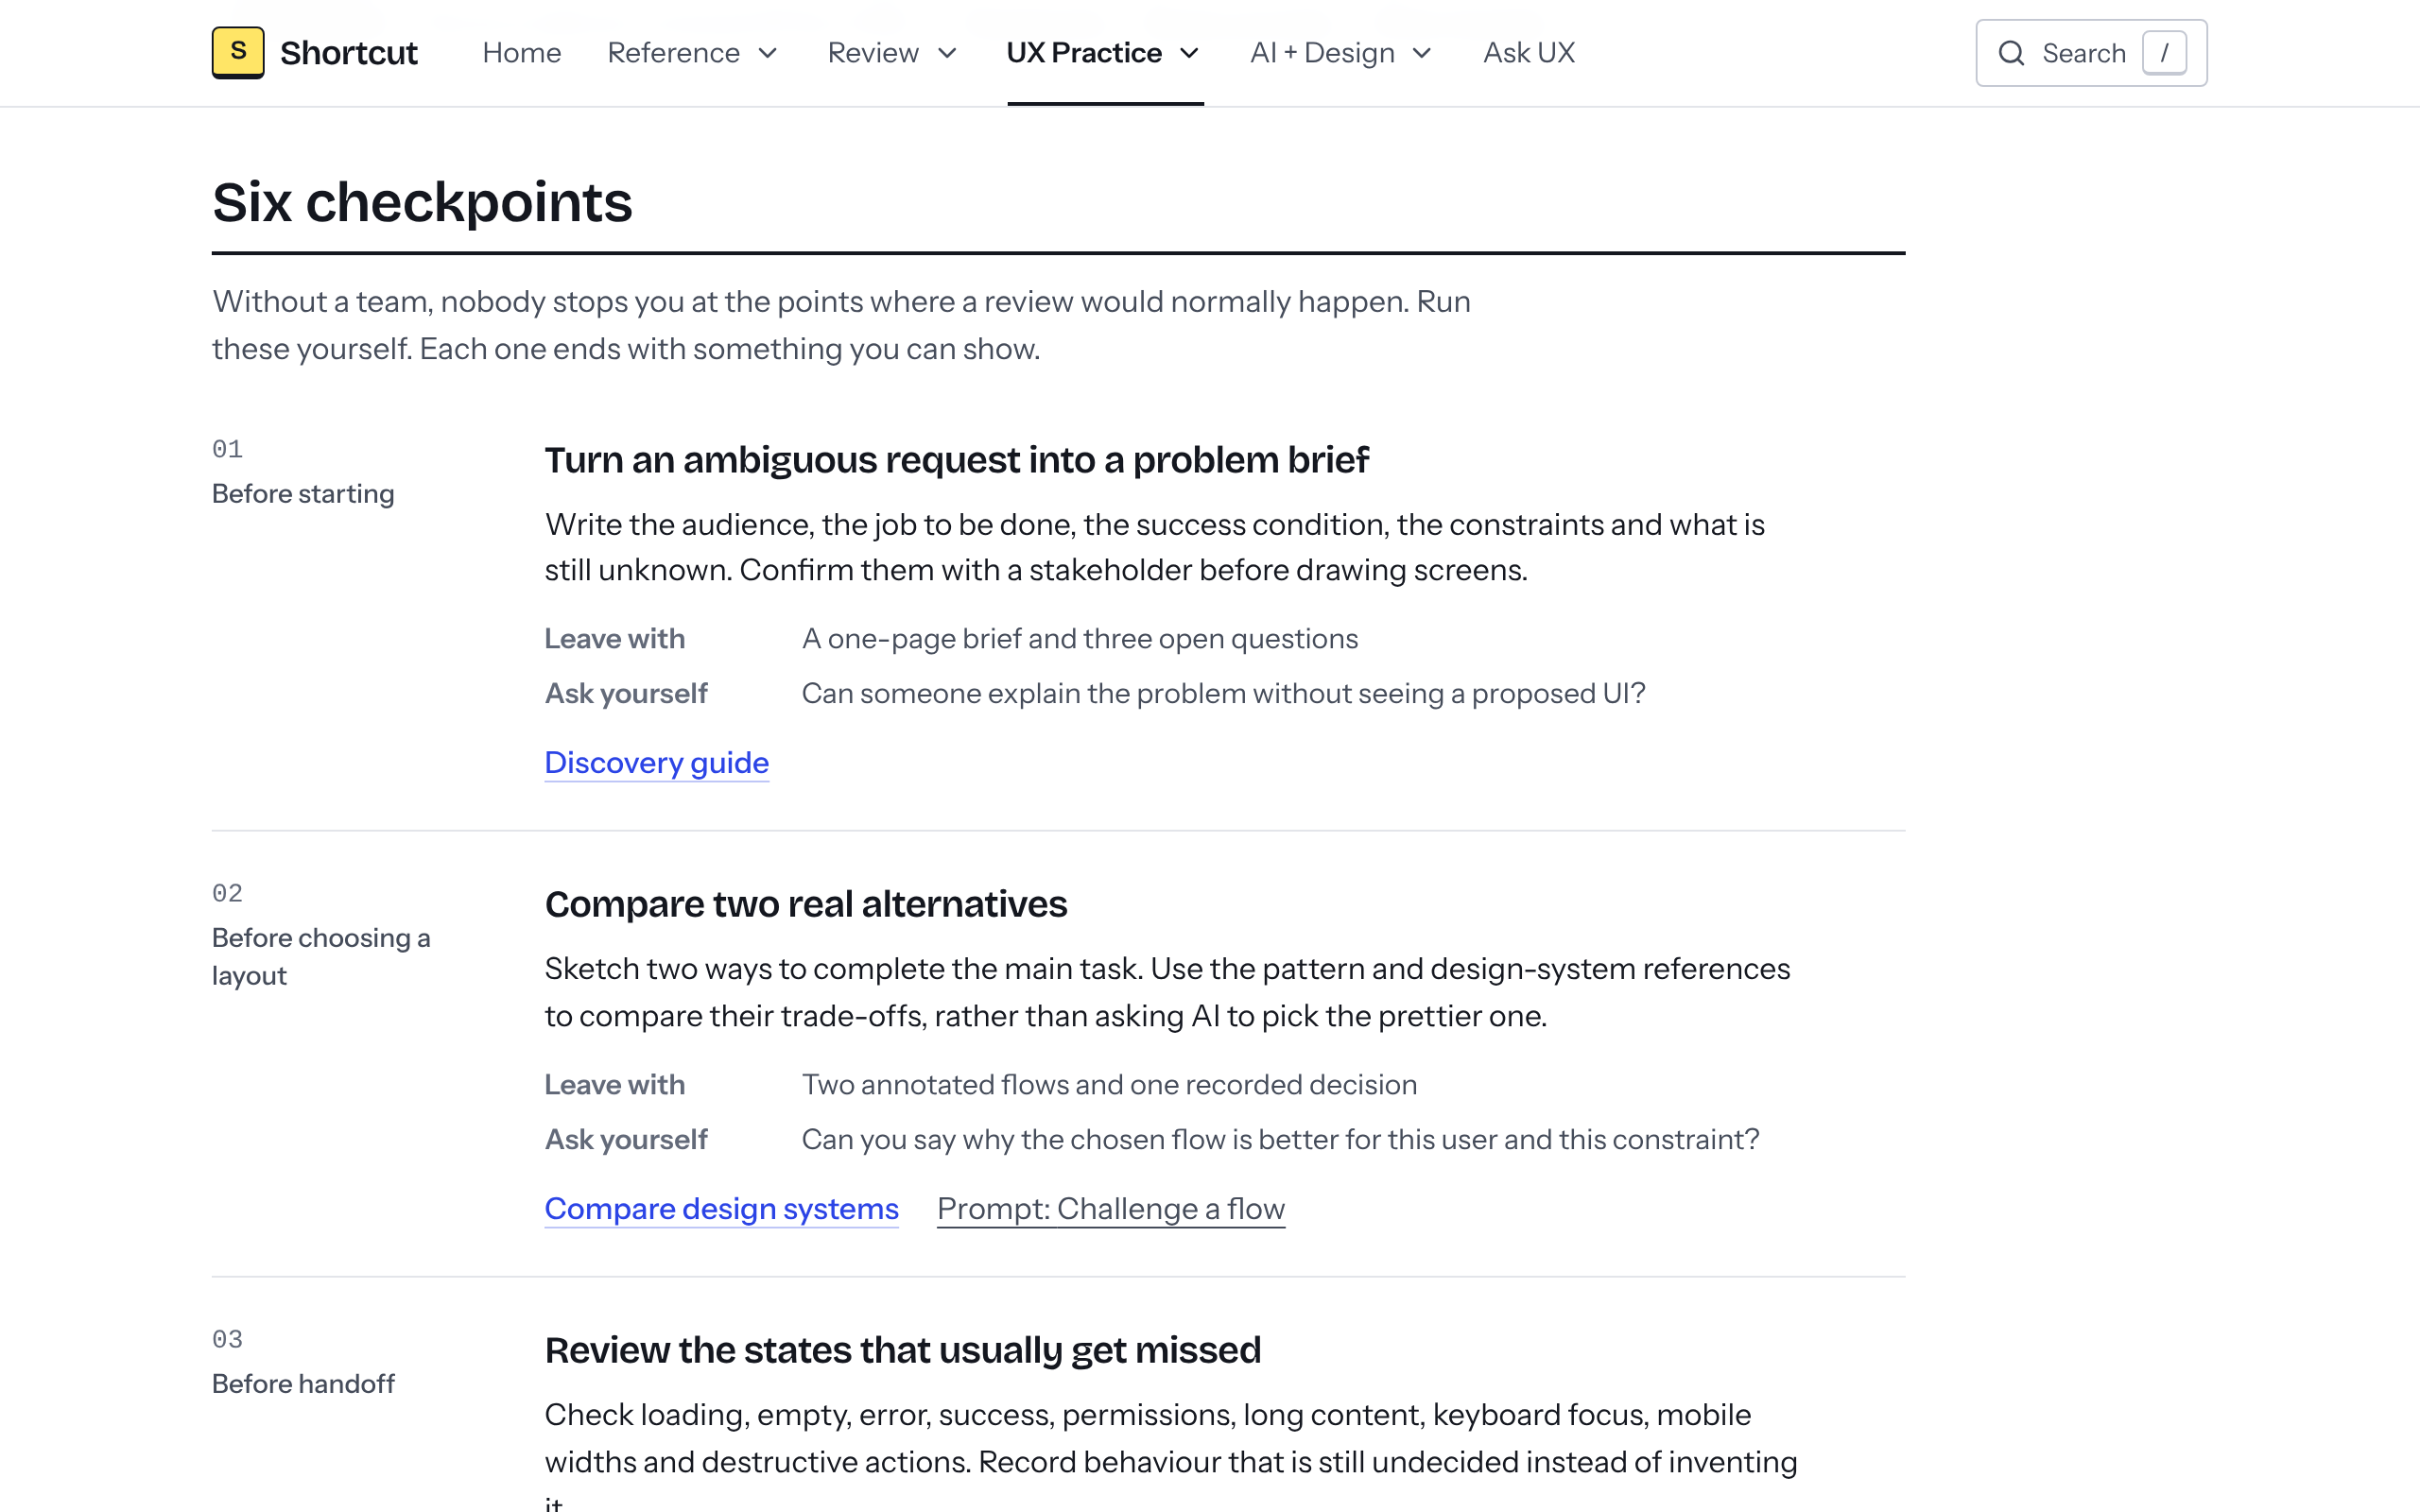 S Shortcut Home Reference Review UX Practice AI + Design Ask UX Search /
Six checkpoints
Without a team, nobody stops you at the points where a review would normally happen. Run
these yourself. Each one ends with something you can show.
01
Before starting
Turn an ambiguous request into a problem brief
Write the audience, the job to be done, the success condition, the constraints and what is
still unknown. Confirm them with a stakeholder before drawing screens.
Leave with A one-page brief and three open questions
Ask yourself Can someone explain the problem without seeing a proposed UI?
Discovery guide
02
Before choosing a
layout
Compare two real alternatives
Sketch two ways to complete the main task. Use the pattern and design-system references
to compare their trade-offs, rather than asking AI to pick the prettier one.
Leave with Two annotated flows and one recorded decision
Ask yourself Can you say why the chosen flow is better for this user and this constraint?
Compare design systems Prompt: Challenge a flow
03
Before handoff
Review the states that usually get missed
Check loading, empty, error, success, permissions, long content, keyboard focus, mobile
widths and destructive actions. Record behaviour that is still undecided instead of inventing
it.